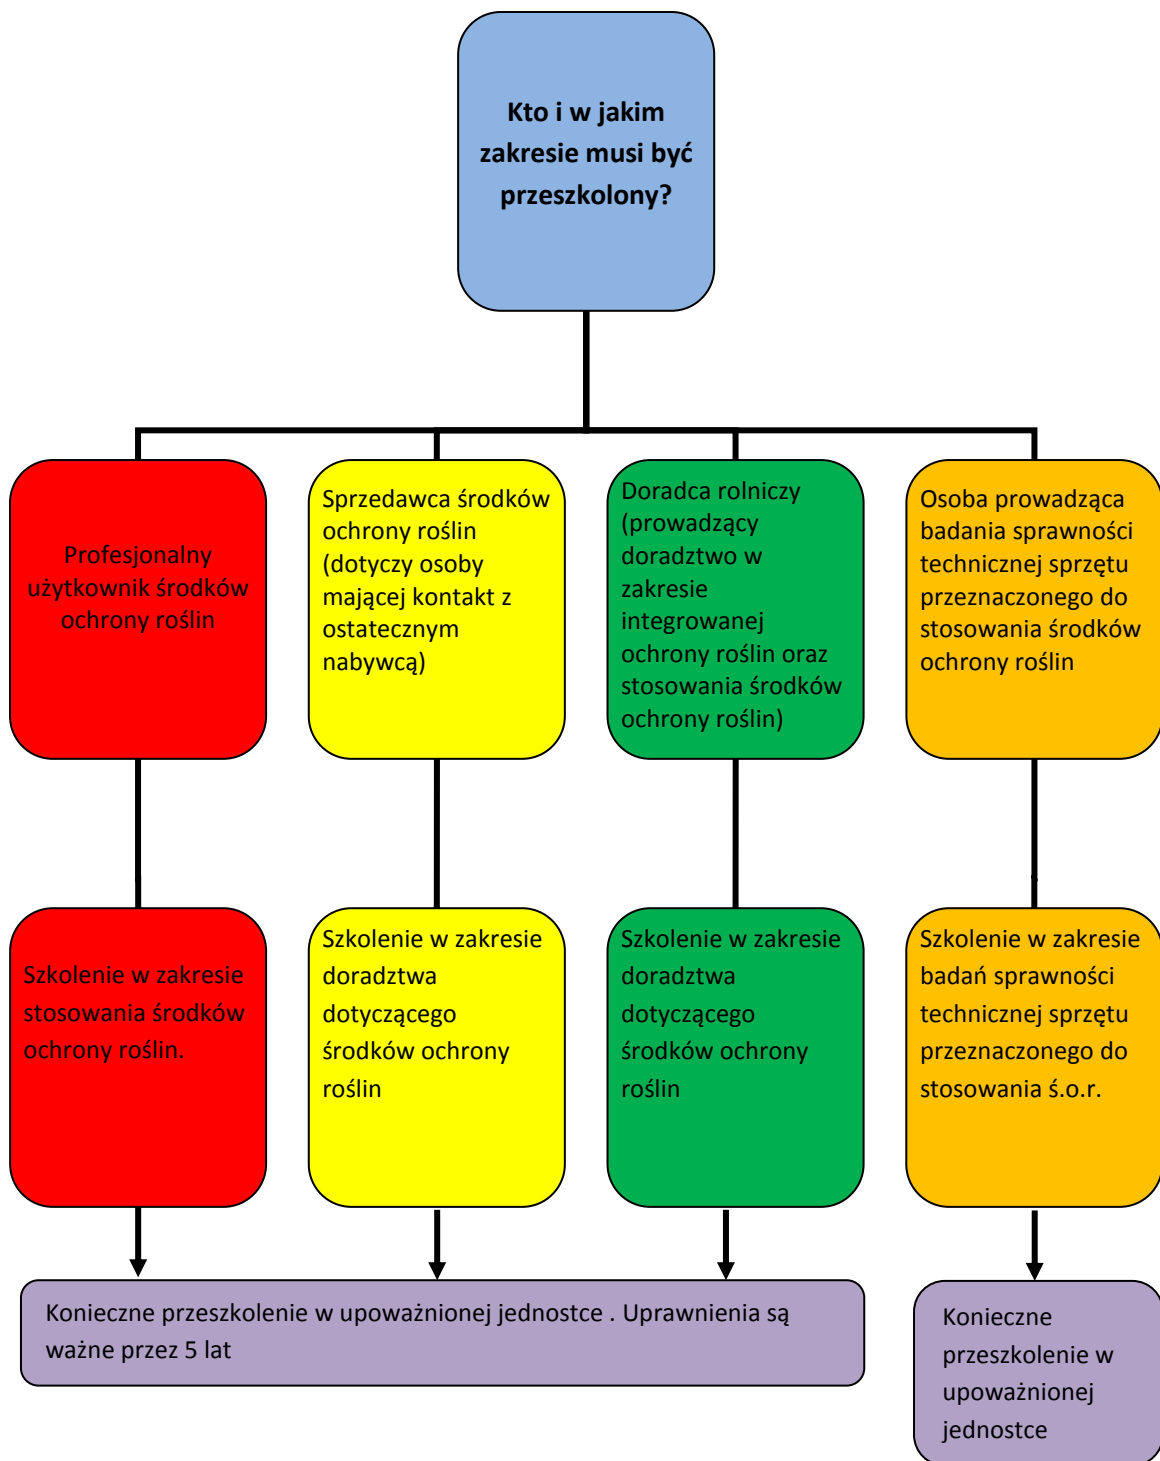 Kto i w jakim
zakresie musi być
przeszkolony?
Profesjonalny
użytkownik środków
ochrony roślin
Sprzedawca środków
ochrony roślin
(dotyczy osoby
mającej kontakt z
ostatecznym
nabywcą)
Doradca rolniczy
(prowadzący
doradztwo w
zakresie
integrowanej
ochrony roślin oraz
stosowania środków
ochrony roślin)
Osoba prowadząca
badania sprawności
technicznej sprzętu
przeznaczonego do
stosowania środków
ochrony roślin
Szkolenie w zakresie
stosowania środków
ochrony roślin.
Szkolenie w zakresie
doradztwa
dotyczącego
środków ochrony
roślin
Szkolenie w zakresie
doradztwa
dotyczącego
środków ochrony
roślin
Szkolenie w zakresie
badań sprawności
technicznej sprzętu
przeznaczonego do
stosowania ś.o.r.
Konieczne przeszkolenie w upoważnionej jednostce . Uprawnienia są
ważne przez 5 lat
Konieczne
przeszkolenie w
upoważnionej
jednostce